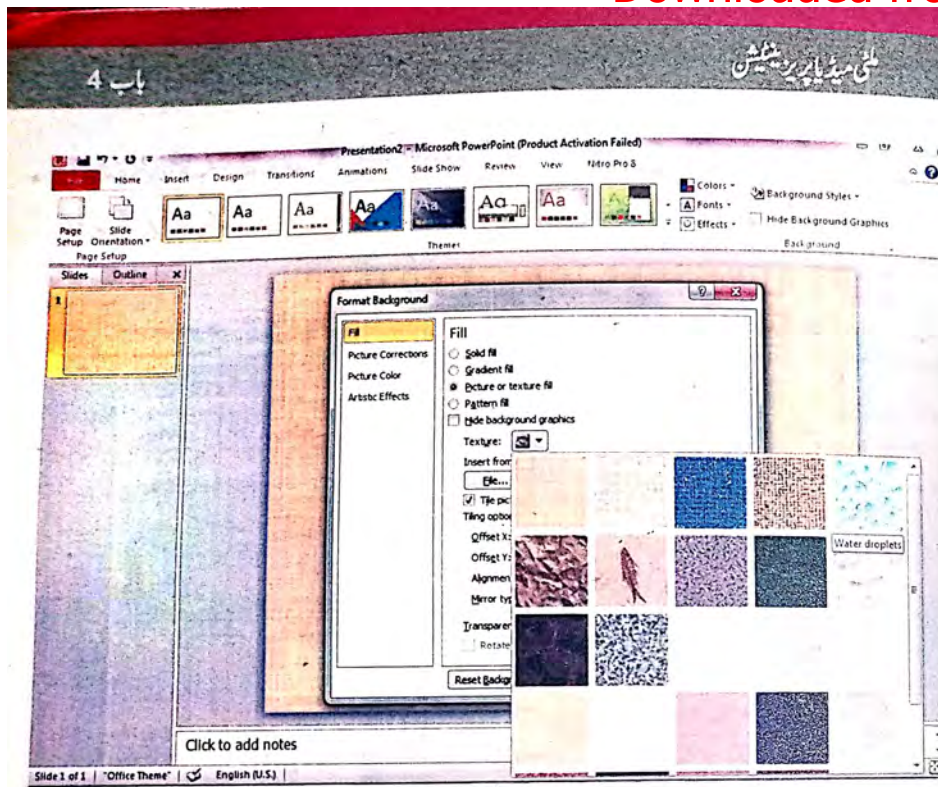 Downloaded fro
باب 4
ملٹی میڈیا پریزینٹیشن
Presentation2 - Microsoft PowerPoint (Product Activation Failed)
Home Insert Design Transitions Animations Slide Show Review View Nitro Pro 8
Page Setup
Slide Orientation
Aa Aa Aa Aa Aa Aa Aa
Colors
Fonts
Effects
Background Styles
Hide Background Graphics
Page Setup Themes Background
Slides Outline
1
Format Background
Fill
Picture Corrections
Picture Color
Artistic Effects
Fill
Solid fill
Gradient fill
Picture or texture fill
Pattern fill
Hide background graphics
Texture:
Insert from
File...
Tile pic
Tiling option
Offset X:
Offset Y:
Alignmen
Mirror typ
Transparen
Rotate
Reset Backgr
Water droplets
Click to add notes
Slide 1 of 1 "Office Theme" English (U.S.)